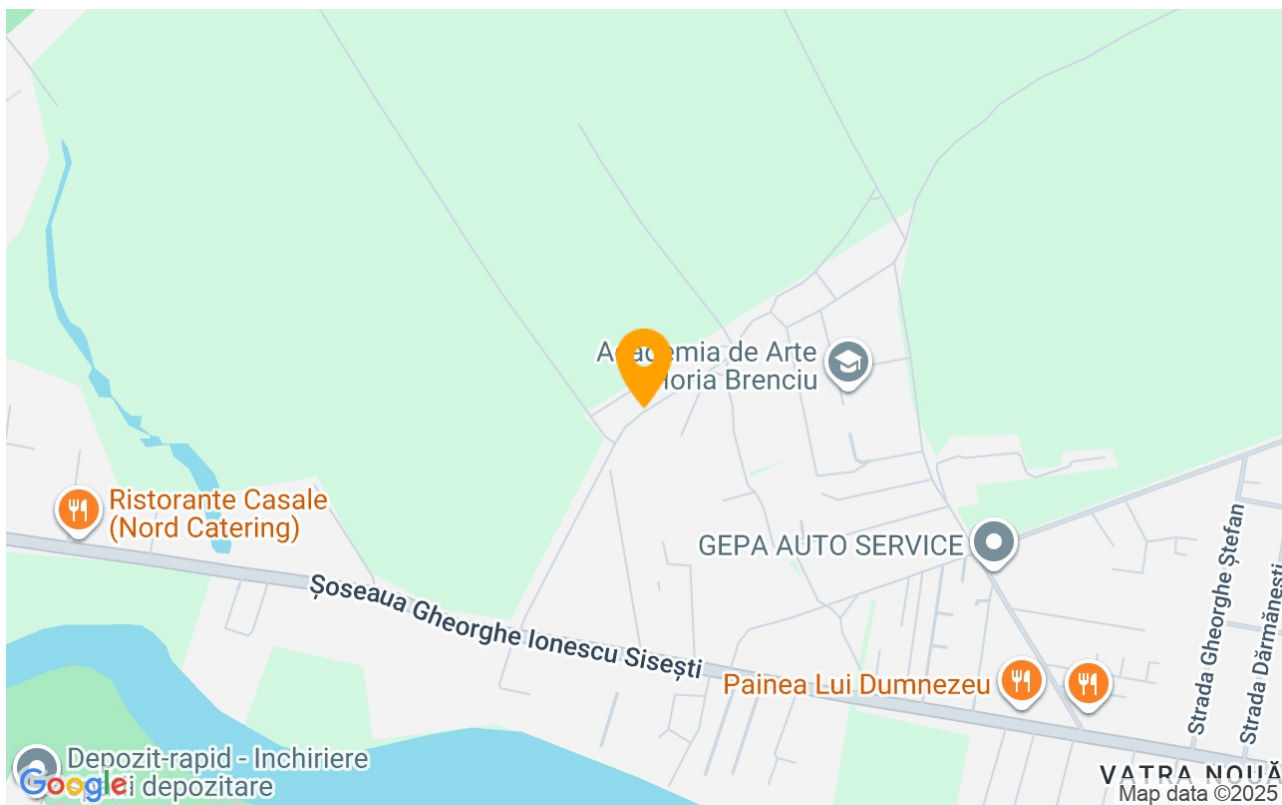 Academia de Arte
Horia Brenciu
Ristorante Casale
(Nord Catering)
GEPA AUTO SERVICE
Șoseaua Gheorghe Ionescu Sisești
Painea Lui Dumnezeu
Strada Gheorghe Ștefan
Strada Dărmănești
Depozit-rapid - Inchiriere
depozitare
Google
VATRA NOUĂ
Map data ©2025